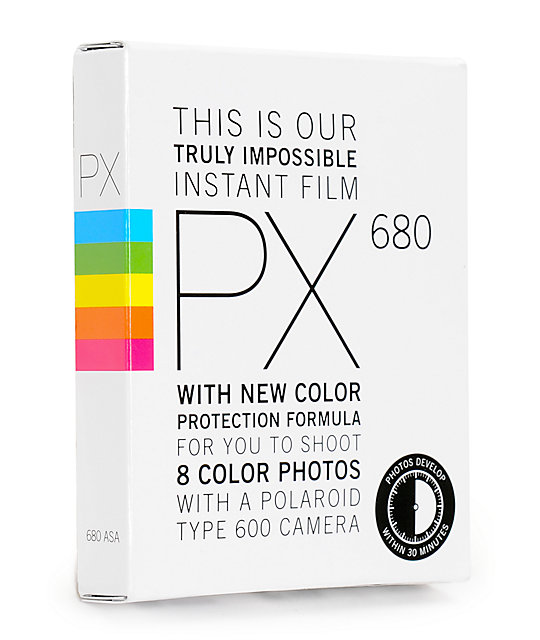 PX
680 ASA
THIS IS OUR
TRULY IMPOSSIBLE
INSTANT FILM
PX 680
WITH NEW COLOR
PROTECTION FORMULA
FOR YOU TO SHOOT
8 COLOR PHOTOS
WITH A POLAROID
TYPE 600 CAMERA
PHOTOS DEVELOP
WITHIN 30 MINUTES